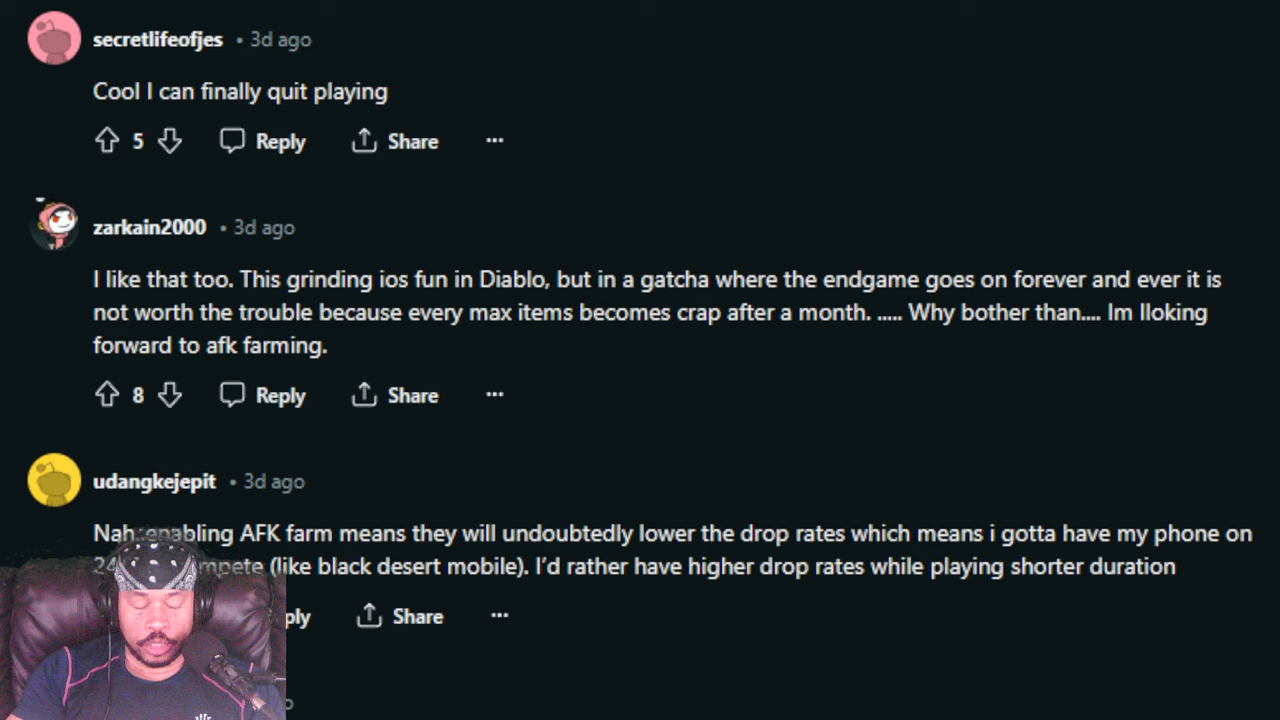 secretlifeofjes • 3d ago
Cool I can finally quit playing
5 Reply Share ...
zarkain2000 • 3d ago
I like that too. This grinding ios fun in Diablo, but in a gatcha where the endgame goes on forever and ever it is
not worth the trouble because every max items becomes crap after a month. ..... Why bother than.... Im lloking
forward to afk farming.
8 Reply Share ...
udangkejepit • 3d ago
Nah..enabling AFK farm means they will undoubtedly lower the drop rates which means i gotta have my phone on
(like black desert mobile). I'd rather have higher drop rates while playing shorter duration
Share ...